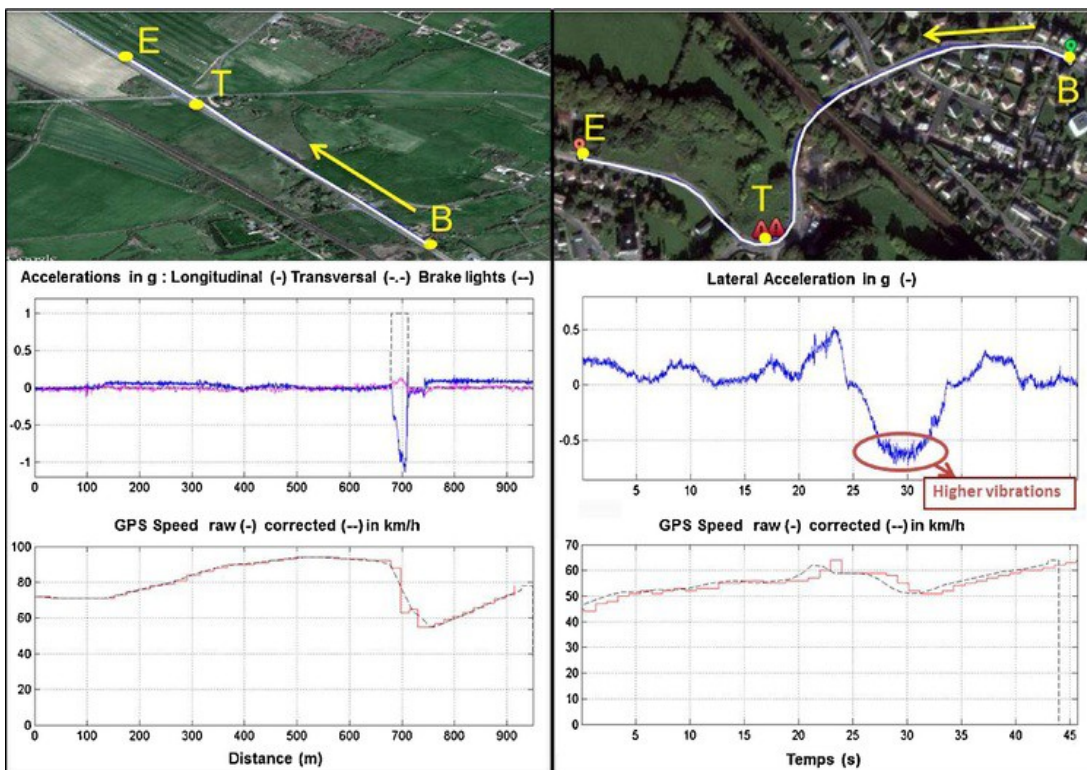 E
T
B
B
E
T
Accelerations in g : Longitudinal (-) Transversal (-.-) Brake lights (--)
1
0.5
0
-0.5
-1
0 100 200 300 400 500 600 700 800 900
GPS Speed raw (-) corrected (--) in km/h
100
80
60
40
20
0
0 100 200 300 400 500 600 700 800 900
Distance (m)
Lateral Acceleration in g (-)
0.5
0
-0.5
5 10 15 20 25 30 35 40 45
Higher vibrations
GPS Speed raw (-) corrected (--) in km/h
70
60
50
40
30
20
10
0
5 10 15 20 25 30 35 40 45
Temps (s)